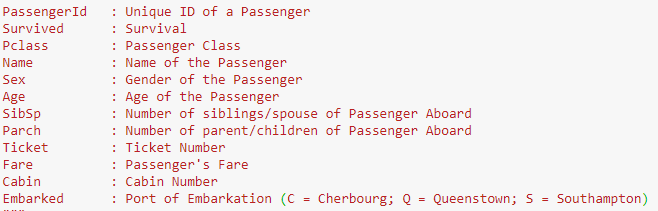 PassengerId : Unique ID of a Passenger
Survived : Survival
Pclass : Passenger Class
Name : Name of the Passenger
Sex : Gender of the Passenger
Age : Age of the Passenger
SibSp : Number of siblings/spouse of Passenger Aboard
Parch : Number of parent/children of Passenger Aboard
Ticket : Ticket Number
Fare : Passenger's Fare
Cabin : Cabin Number
Embarked : Port of Embarkation (C = Cherbourg; Q = Queenstown; S = Southampton)
"""